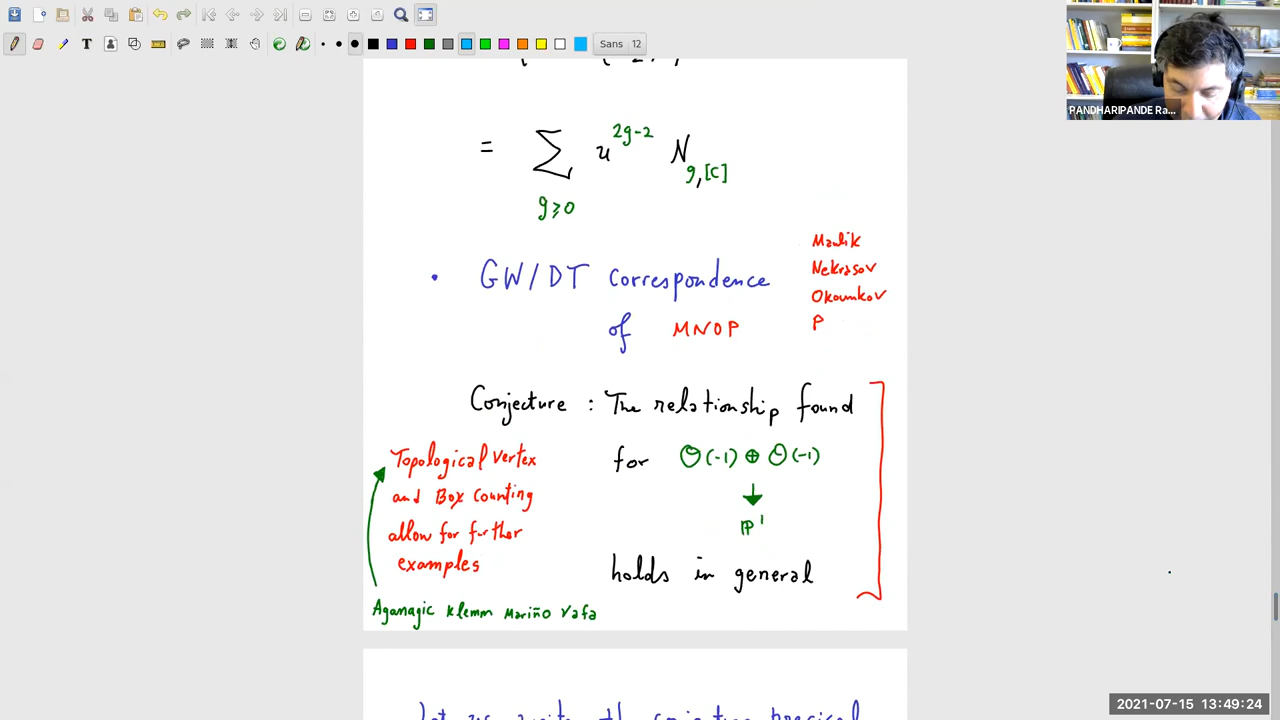 Sans 12
PANDHARIPANDE Ra...
= ∑ u^{2g-2} N_{g,[C]}
g≥0
Maulik
Nekrasov
Okounkov
P
• GW/DT correspondence
of MNOP
Conjecture : The relationship found
for O(-1) ⊕ O(-1)
↓
P^1
holds in general
Topological Vertex
and Box counting
allow for further
examples
Aganagic Klemm Mariño Vafa
2021-07-15 13:49:24